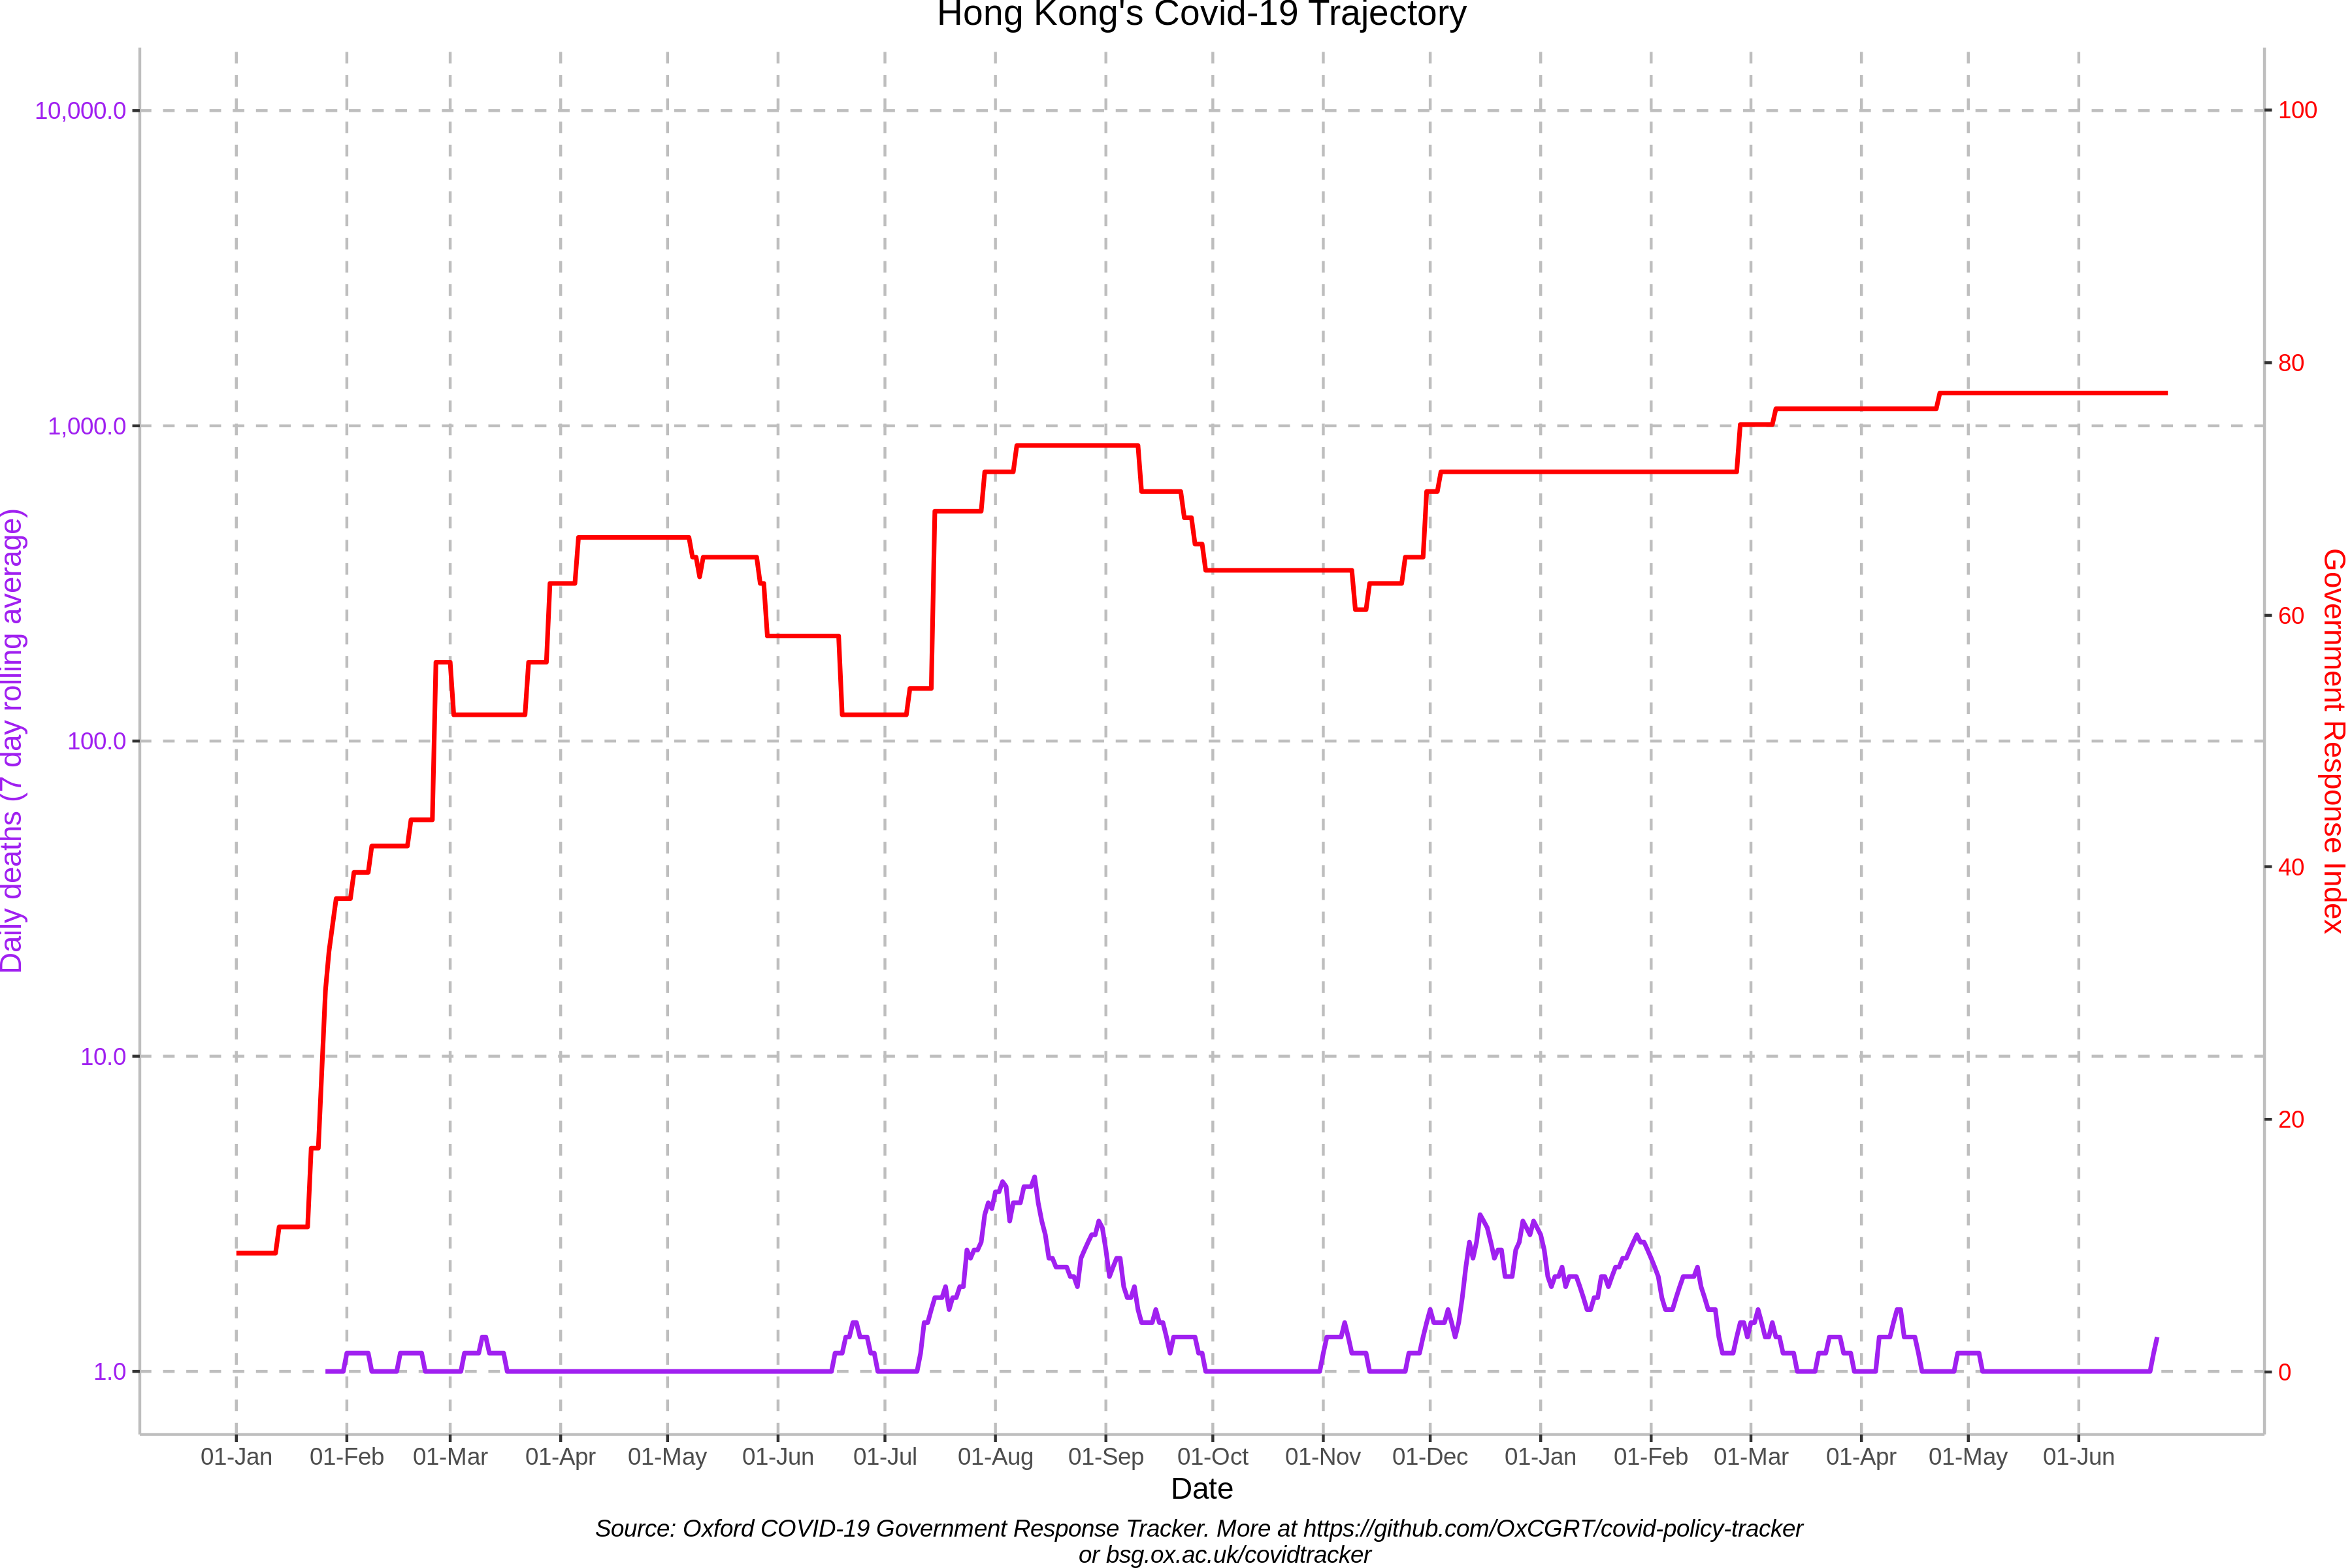 Hong Kong's Covid-19 Trajectory
10,000.0
1,000.0
100.0
10.0
1.0
Daily deaths (7 day rolling average)
100
80
60
40
20
0
Government Response Index
01-Jan 01-Feb 01-Mar 01-Apr 01-May 01-Jun 01-Jul 01-Aug 01-Sep 01-Oct 01-Nov 01-Dec 01-Jan 01-Feb 01-Mar 01-Apr 01-May 01-Jun
Date
Source: Oxford COVID-19 Government Response Tracker. More at https://github.com/OxCGRT/covid-policy-tracker
or bsg.ox.ac.uk/covidtracker